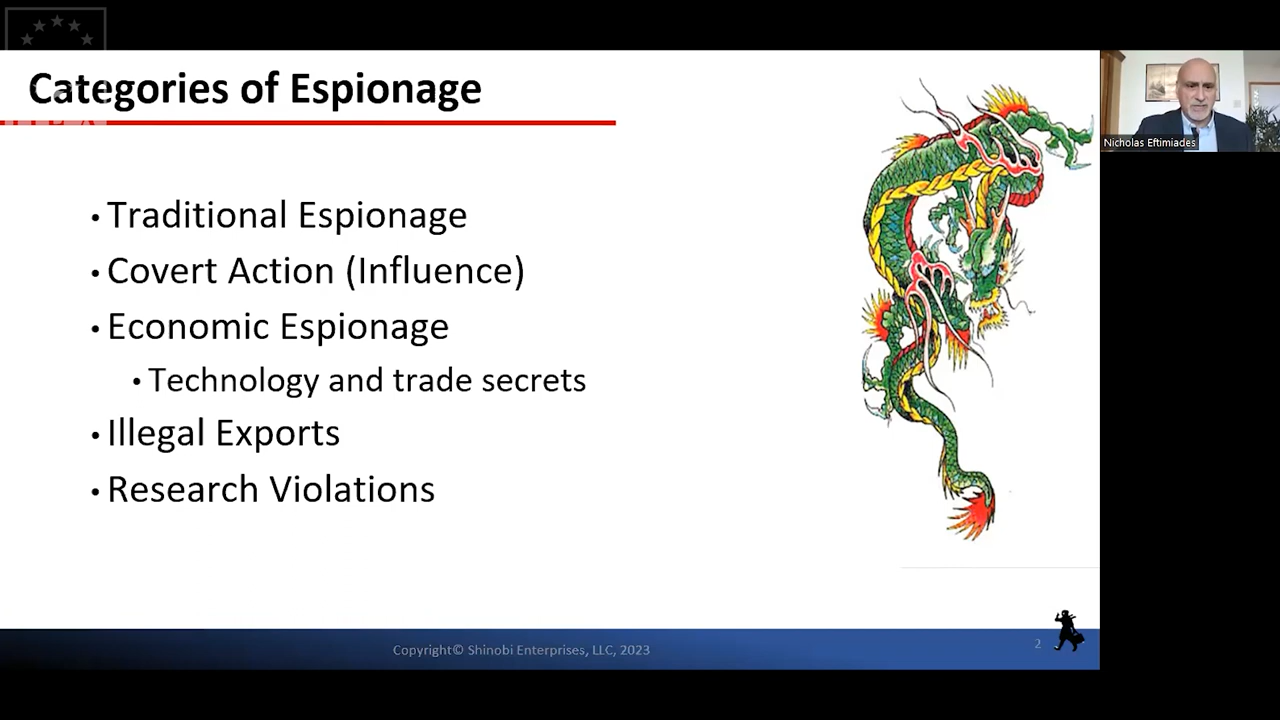 Categories of Espionage
• Traditional Espionage
• Covert Action (Influence)
• Economic Espionage
• Technology and trade secrets
• Illegal Exports
• Research Violations
Nicholas Eftimiades
Copyright© Shinobi Enterprises, LLC, 2023
2